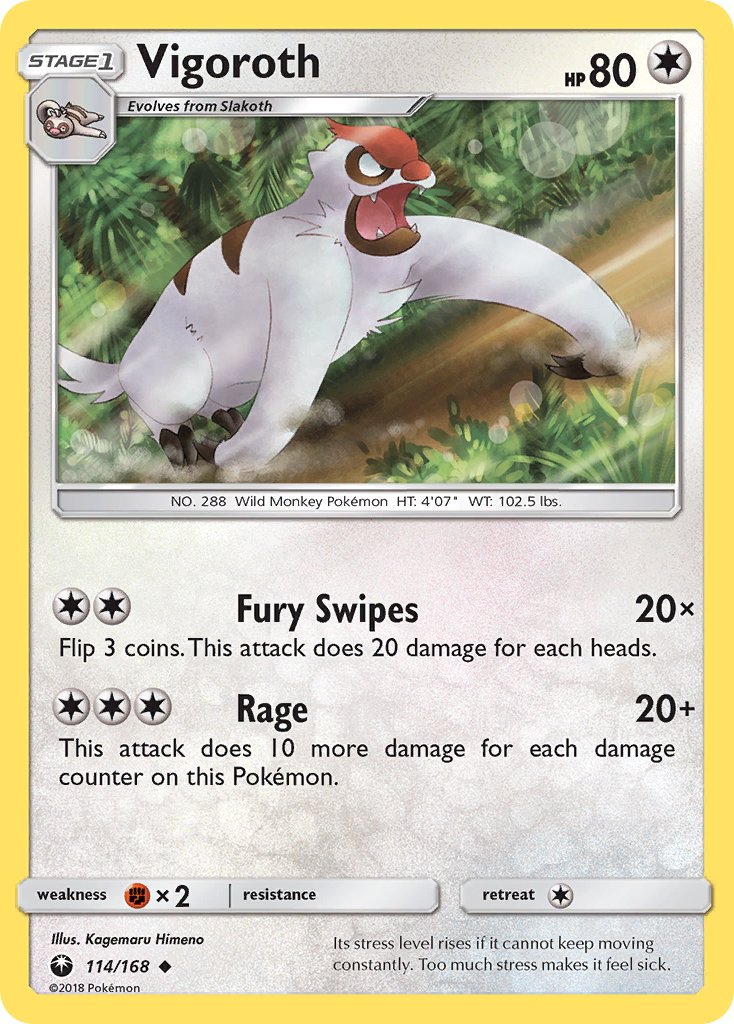 STAGE1
Vigoroth
HP 80
Evolves from Slakoth
NO. 288 Wild Monkey Pokémon HT: 4'07" WT: 102.5 lbs.
Fury Swipes 20×
Flip 3 coins. This attack does 20 damage for each heads.
Rage 20+
This attack does 10 more damage for each damage
counter on this Pokémon.
weakness ×2 resistance retreat
Illus. Kagemaru Himeno
114/168
©2018 Pokémon
Its stress level rises if it cannot keep moving
constantly. Too much stress makes it feel sick.